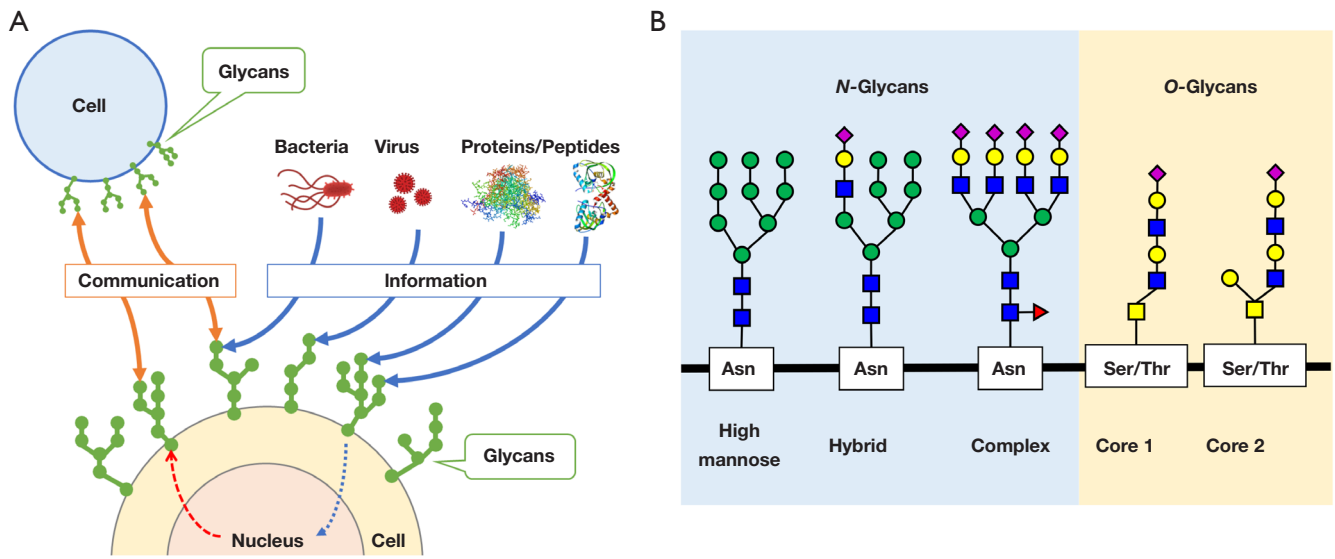 A
Glycans
Cell
Bacteria
Virus
Proteins/Peptides
Communication
Information
Glycans
Nucleus
Cell
B
N-Glycans
O-Glycans
Asn
Asn
Asn
Ser/Thr
Ser/Thr
High
mannose
Hybrid
Complex
Core 1
Core 2